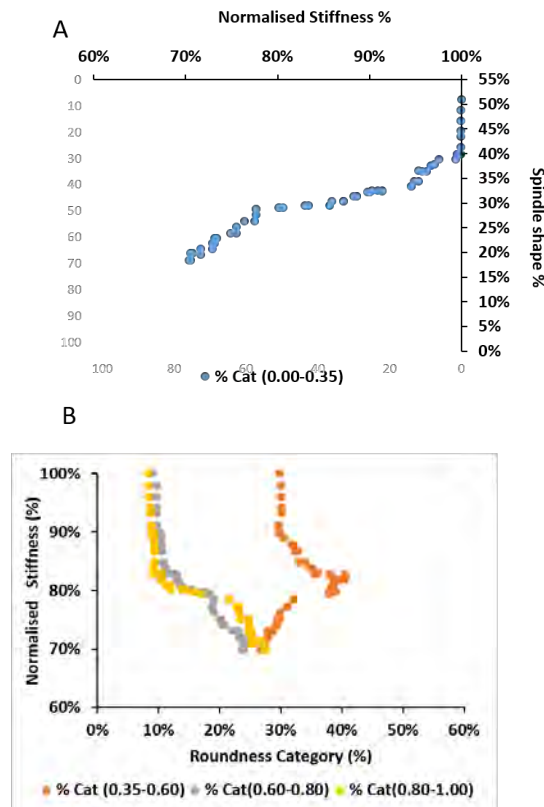 Normalised Stiffness %
A
60% 70% 80% 90% 100%
0 55%
10 50%
20 45%
30 40%
40 35%
50 30%
60 25%
70 20%
80 15%
90 10%
100 5%
0%
Spindle shape %
100 80 60 40 20 0
% Cat (0.00-0.35)
B
100%
90%
80%
70%
60%
Normalised Stiffness (%)
0% 10% 20% 30% 40% 50% 60%
Roundness Category (%)
% Cat (0.35-0.60) % Cat(0.60-0.80) % Cat(0.80-1.00)